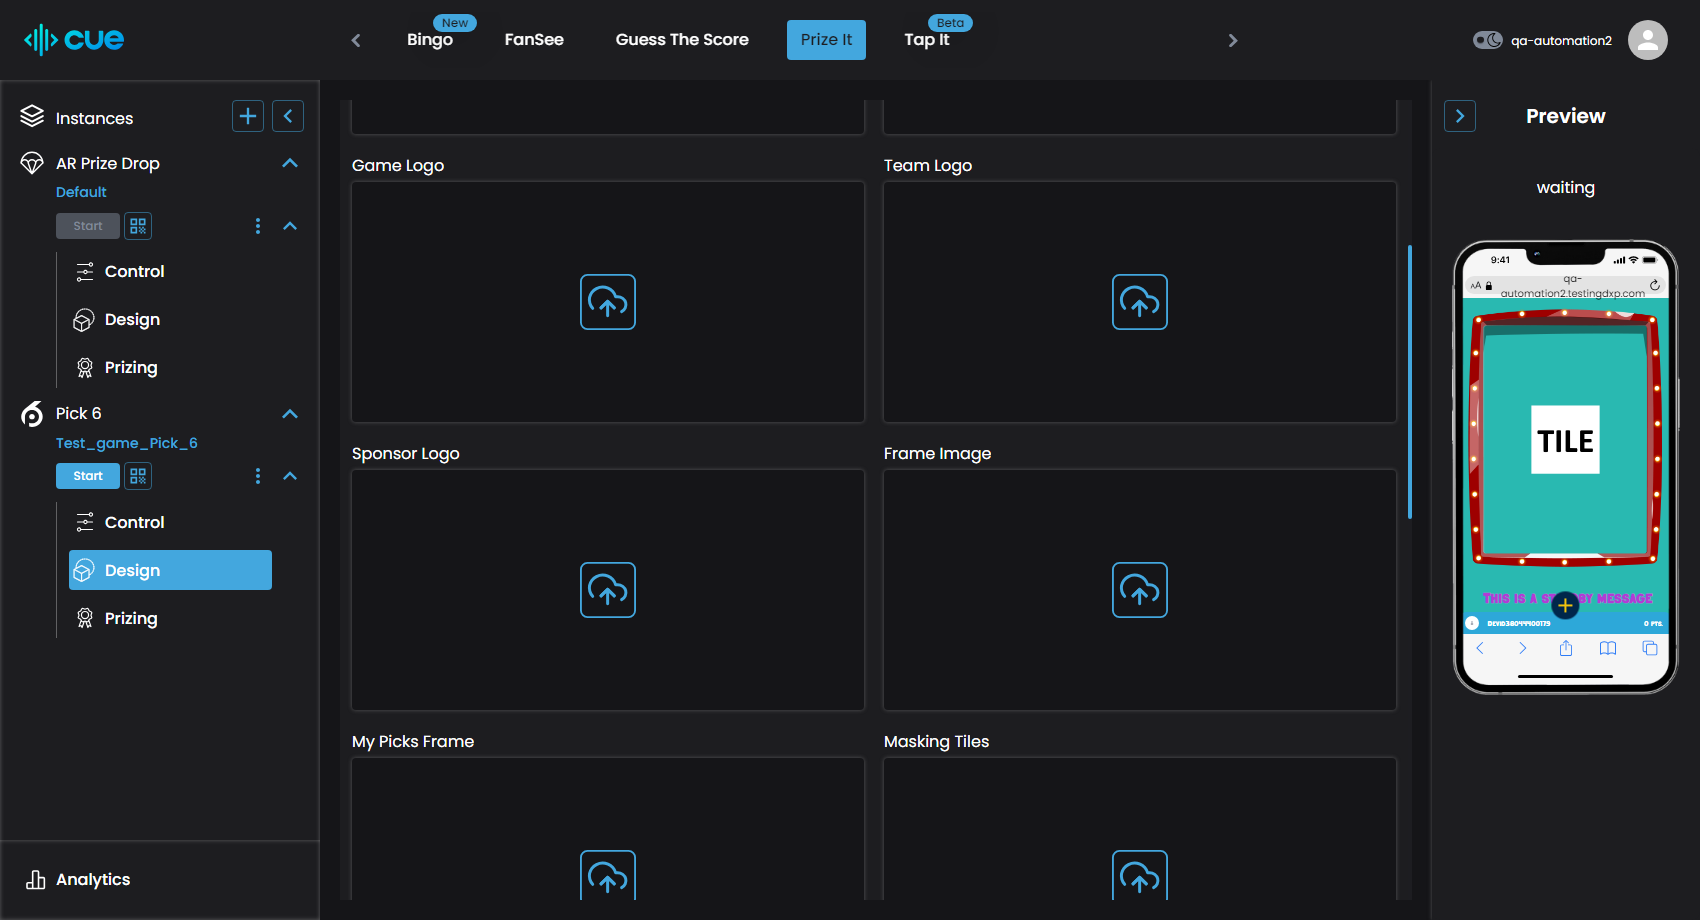 cue
New
Bingo
FanSee
Guess The Score
Prize It
Beta
Tap It
qa-automation2
Instances
AR Prize Drop
Default
Start
Control
Design
Prizing
Pick 6
Test_game_Pick_6
Start
Control
Design
Prizing
Analytics
Game Logo
Team Logo
Sponsor Logo
Frame Image
My Picks Frame
Masking Tiles
Preview
waiting
9:41
AA
qa-
automation2.testingdxp.com
TILE
THIS IS A BY MESSAGE
0 PTS.